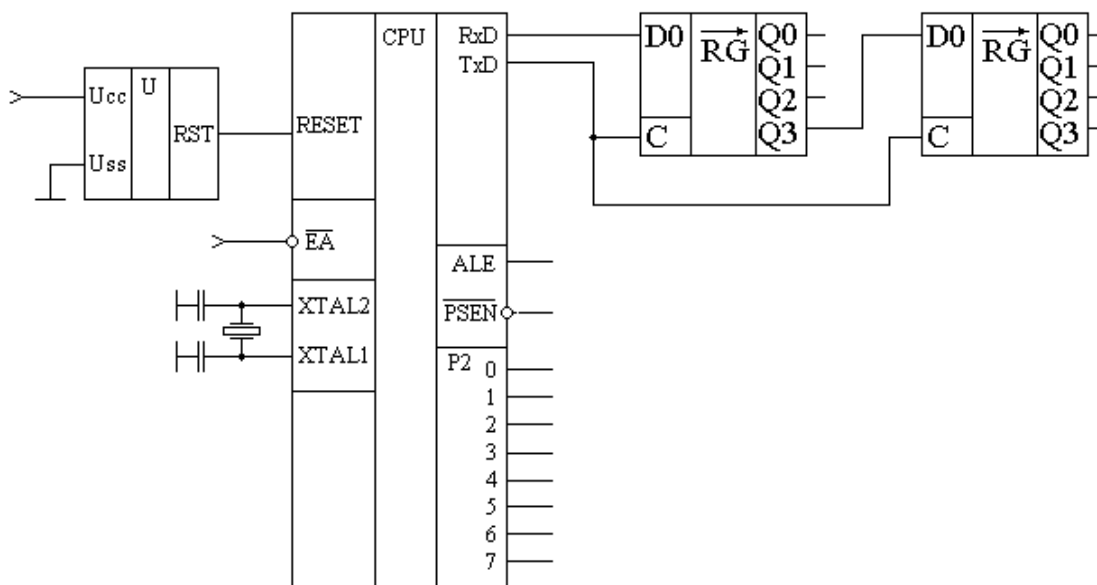 Ucc
Uss
U
RST
RESET
EA
XTAL2
XTAL1
CPU
RxD
TxD
ALE
PSEN
P2 0
1
2
3
4
5
6
7
D0
C
RG
Q0
Q1
Q2
Q3
D0
C
RG
Q0
Q1
Q2
Q3